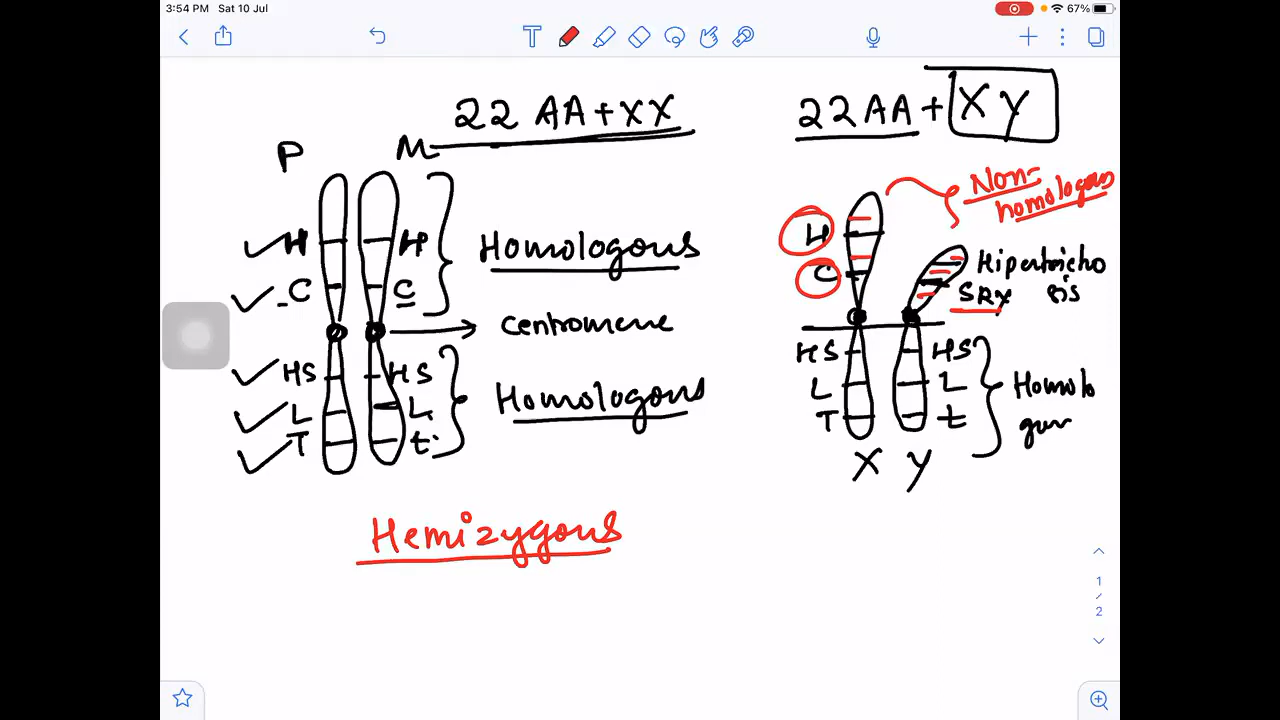 3:54 PM Sat 10 Jul
67%
T
22 AA+XX
22AA+ XY
P
M
Non-
homologous
H
H
Homologous
H
C
C
C
Hipertricho
SRY sis
Centromere
HS
HS
HS
HS
L
L
Homologous
L
L
Homolo
T
t
T
t
gous
X Y
Hemizygous
1
/
2